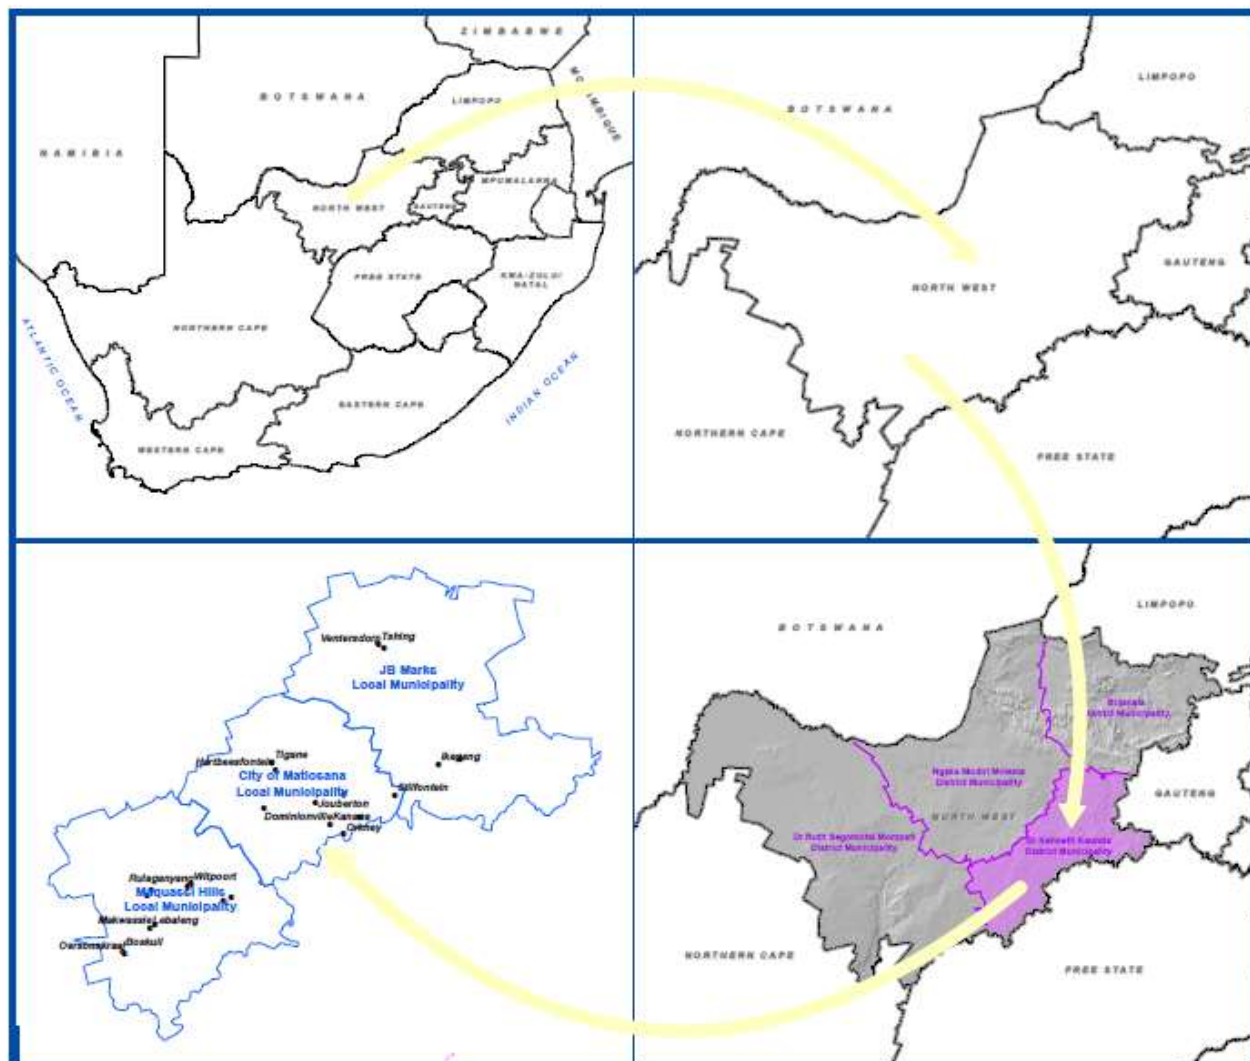 ZIMBABWE
BOTSWANA
LIMPOPO
NAMIBIA
MPUMALANGA
NORTH WEST
GAUTENG
FREE STATE
KWA-ZULU/
NATAL
NORTHERN CAPE
ATLANTIC OCEAN
INDIAN OCEAN
EASTERN CAPE
WESTERN CAPE
LIMPOPO
BOTSWANA
GAUTENG
NORTH WEST
NORTHERN CAPE
FREE STATE
Ventersdorp
Tshing
JB Marks
Local Municipality
Hartbeesfontein
Tigane
Ikageng
City of Matlosana
Local Municipality
Stilfontein
Jouberton
Dominionville
Kanana
Orkney
Rulaganyang
Witpoort
Maquassi Hills
Local Municipality
Makwassie
Lebaleng
Boskuil
LIMPOPO
BOTSWANA
Bojanala
District Municipality
Ngaka Modiri Molema
District Municipality
GAUTENG
NORTH WEST
Dr Ruth Segomotsi Mompati
District Municipality
Dr Kenneth Kaunda
District Municipality
NORTHERN CAPE
FREE STATE